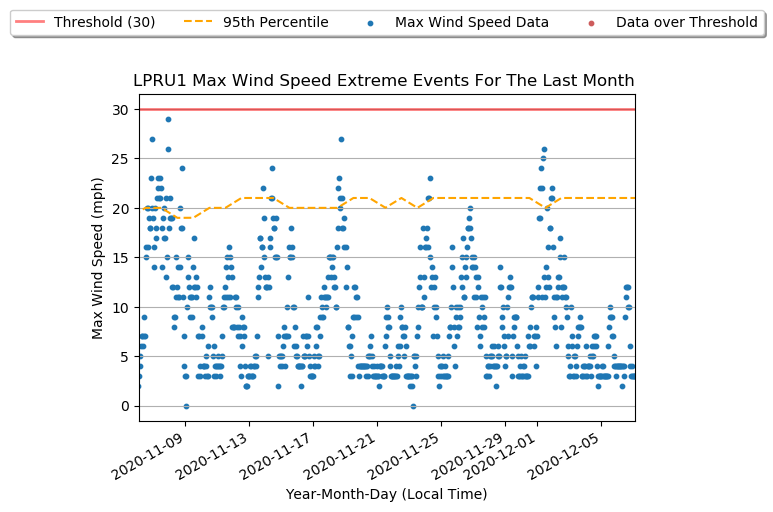 Threshold (30) 95th Percentile Max Wind Speed Data Data over Threshold
LPRU1 Max Wind Speed Extreme Events For The Last Month
30
25
20
15
10
5
0
Max Wind Speed (mph)
2020-11-09 2020-11-13 2020-11-17 2020-11-21 2020-11-25 2020-11-29 2020-12-01 2020-12-05
Year-Month-Day (Local Time)